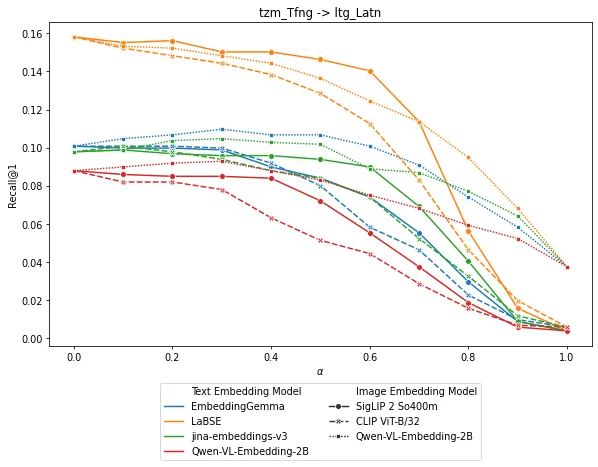 tzm_Tfng -> ltg_Latn
Recall@1
0.16
0.14
0.12
0.10
0.08
0.06
0.04
0.02
0.00
0.0 0.2 0.4 0.6 0.8 1.0
α
Text Embedding Model
EmbeddingGemma
LaBSE
jina-embeddings-v3
Qwen-VL-Embedding-2B
Image Embedding Model
SigLIP 2 So400m
CLIP ViT-B/32
Qwen-VL-Embedding-2B